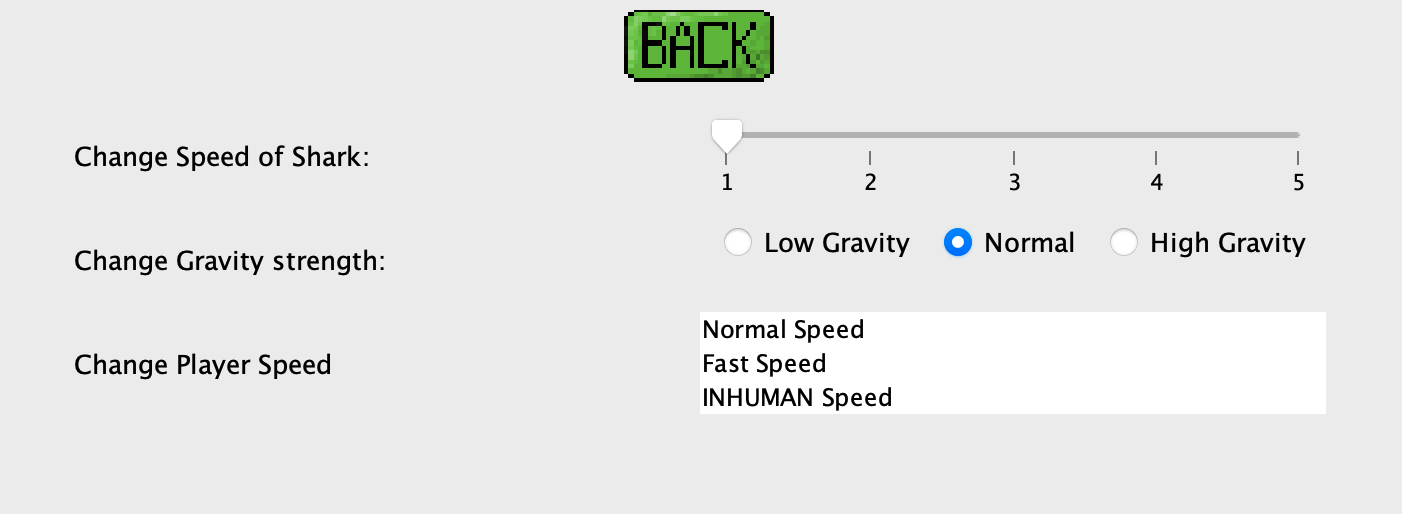 BACK
Change Speed of Shark:
1 2 3 4 5
Change Gravity strength:
Low Gravity Normal High Gravity
Change Player Speed
Normal Speed
Fast Speed
INHUMAN Speed